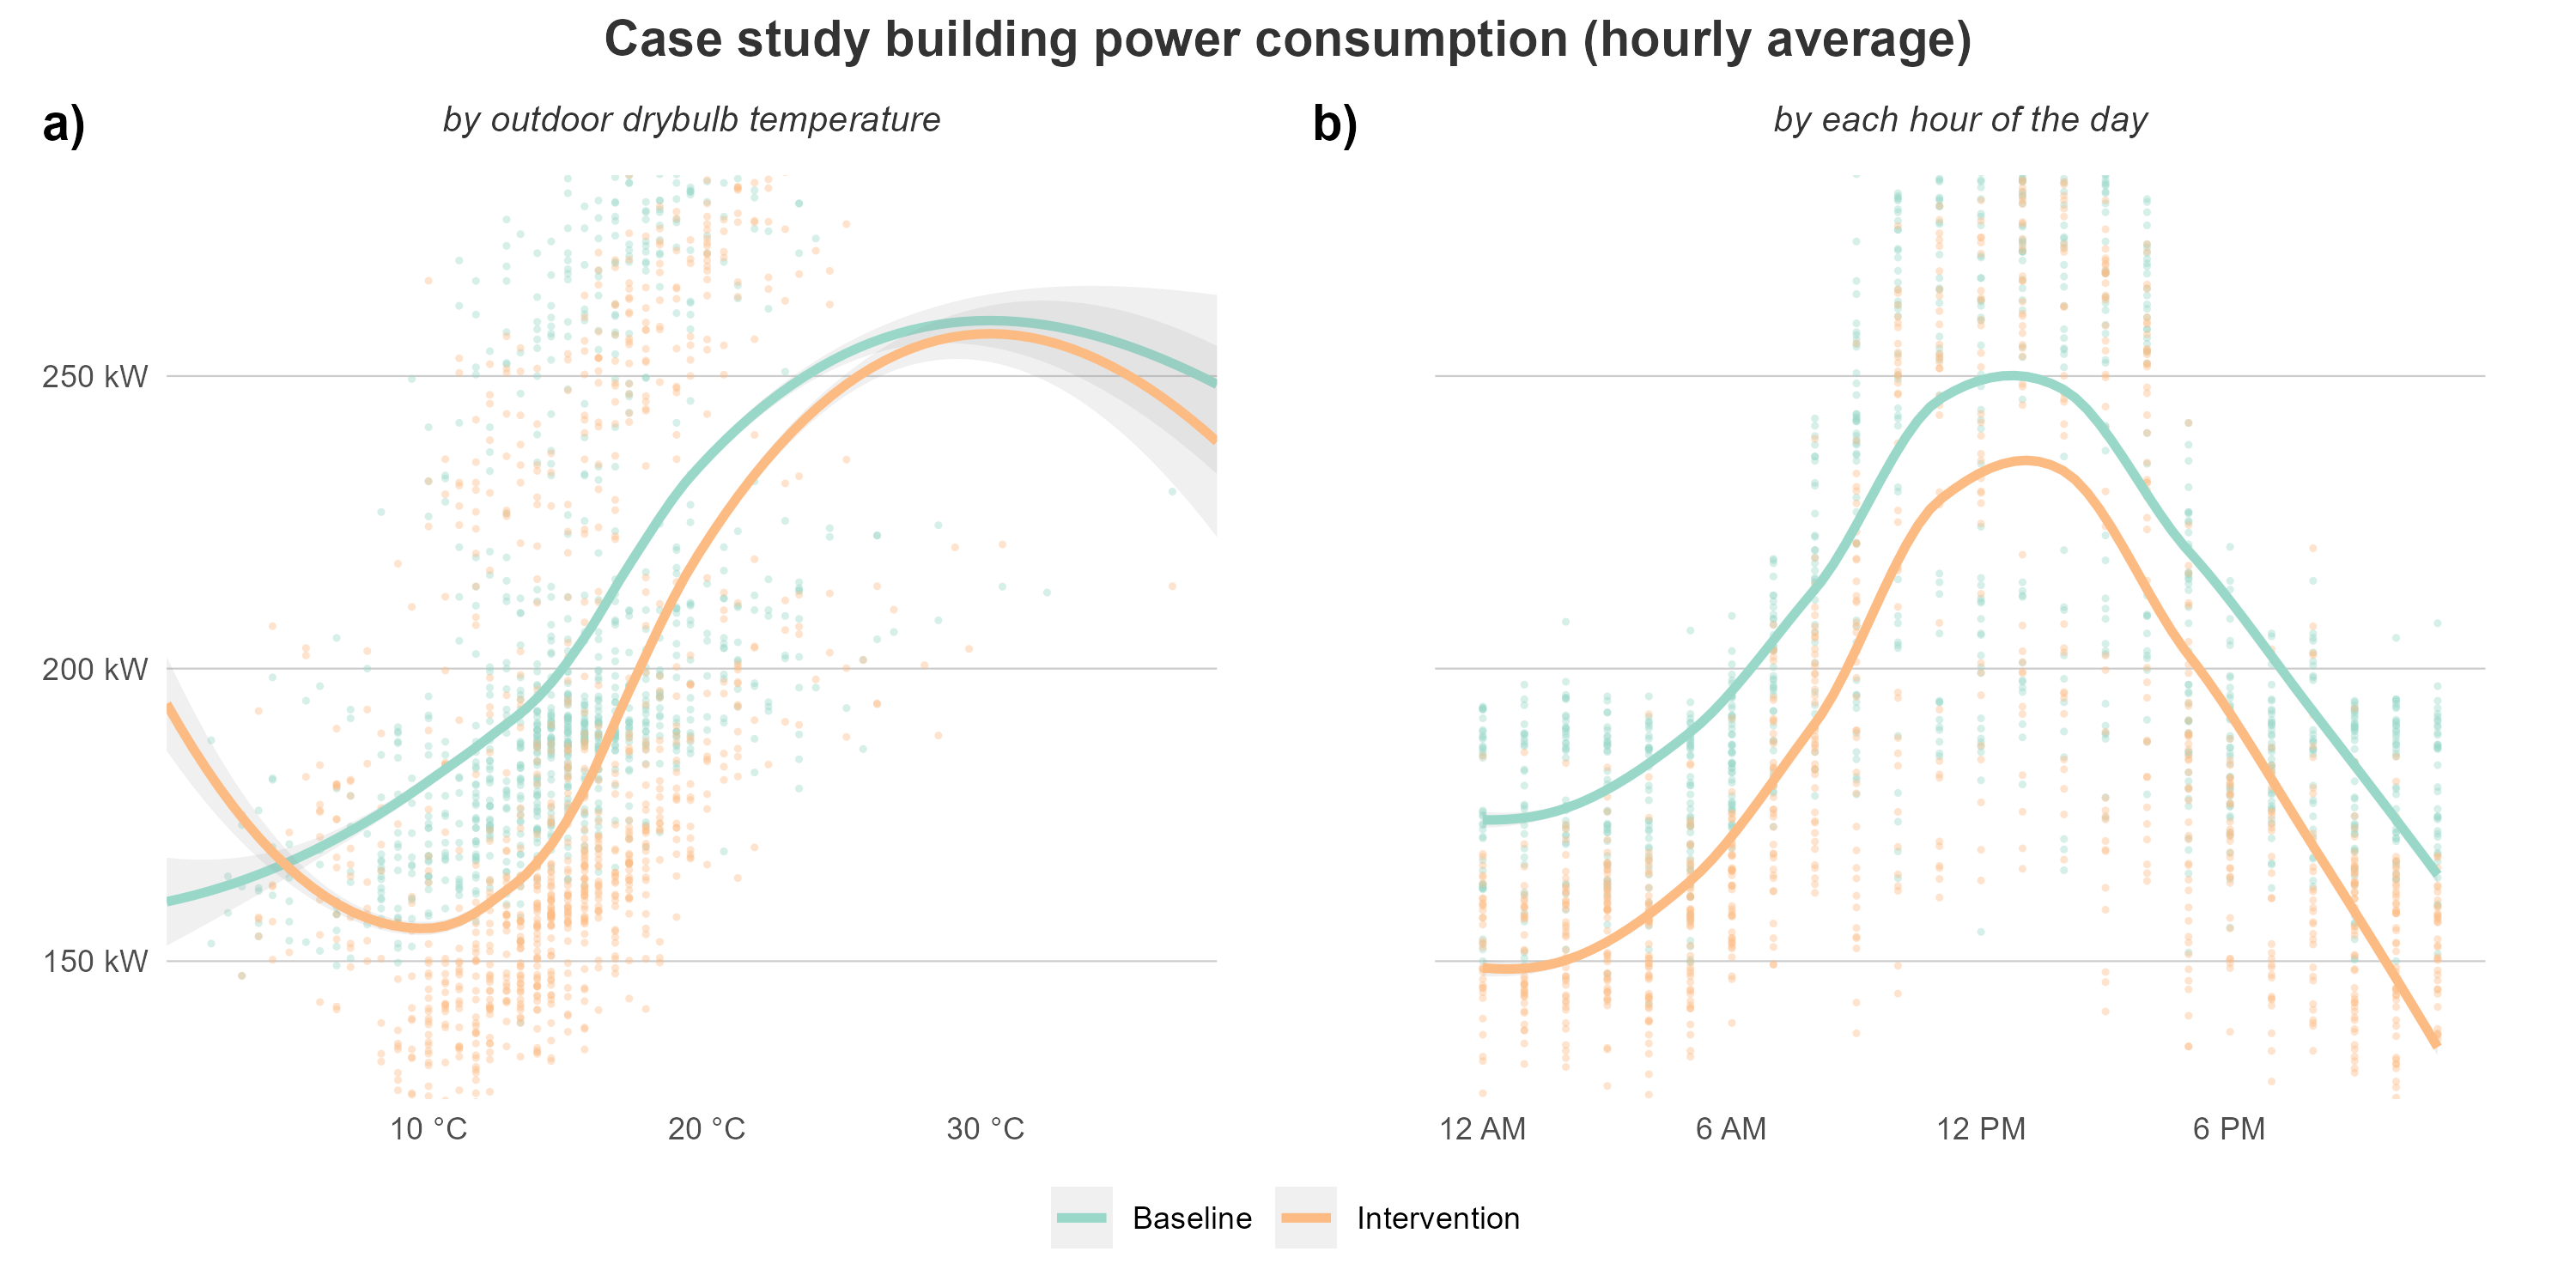 Case study building power consumption (hourly average)
a)
by outdoor drybulb temperature
250 kW
200 kW
150 kW
10 °C
20 °C
30 °C
b)
by each hour of the day
12 AM
6 AM
12 PM
6 PM
Baseline
Intervention